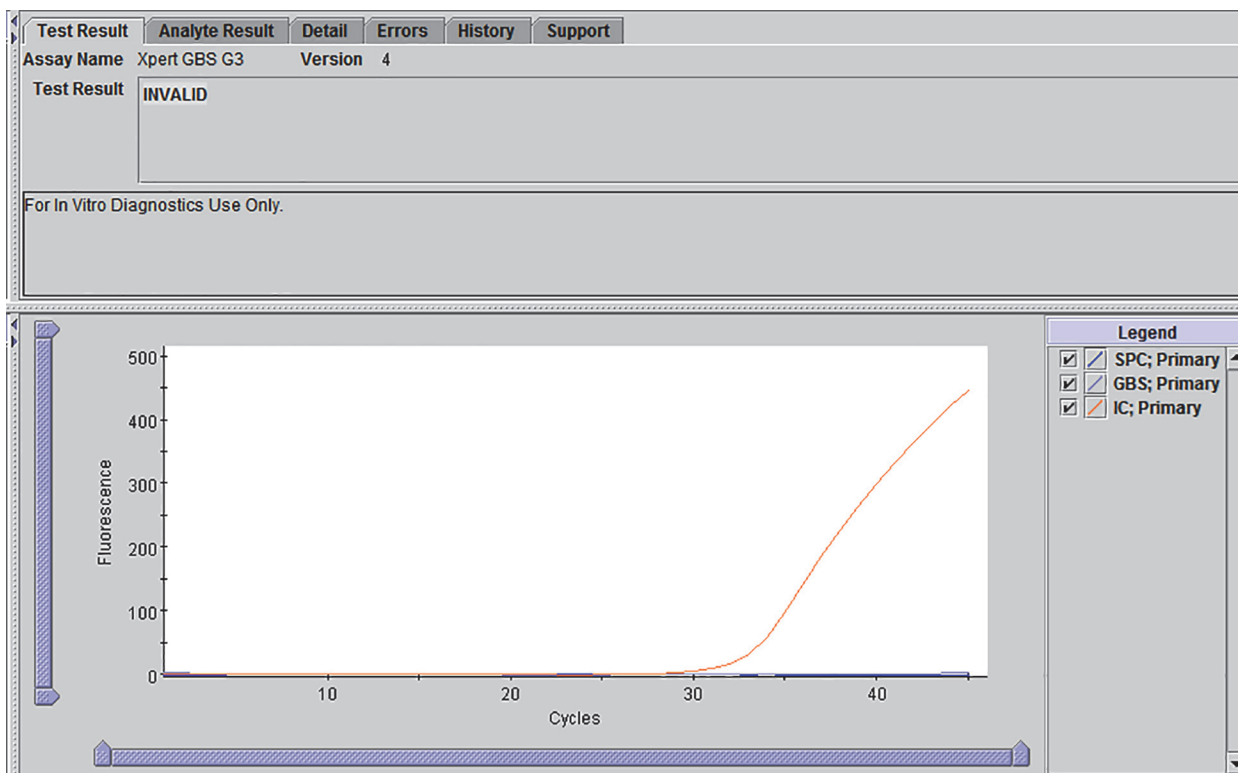 Test Result Analyte Result Detail Errors History Support
Assay Name Xpert GBS G3 Version 4
Test Result INVALID
For In Vitro Diagnostics Use Only.
Legend
SPC; Primary
GBS; Primary
IC; Primary
500
400
300
200
100
0
Fluorescence
10 20 30 40
Cycles